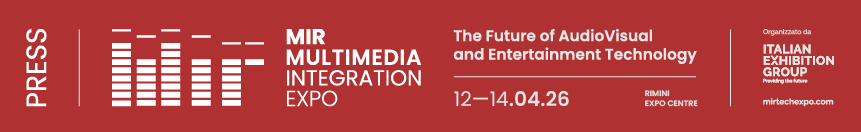 PRESS
MIR
MULTIMEDIA
INTEGRATION
EXPO
The Future of AudioVisual
and Entertainment Technology
12—14.04.26
RIMINI
EXPO CENTRE
Organizzato da
ITALIAN
EXHIBITION
GROUP
Providing the future
mirtechexpo.com